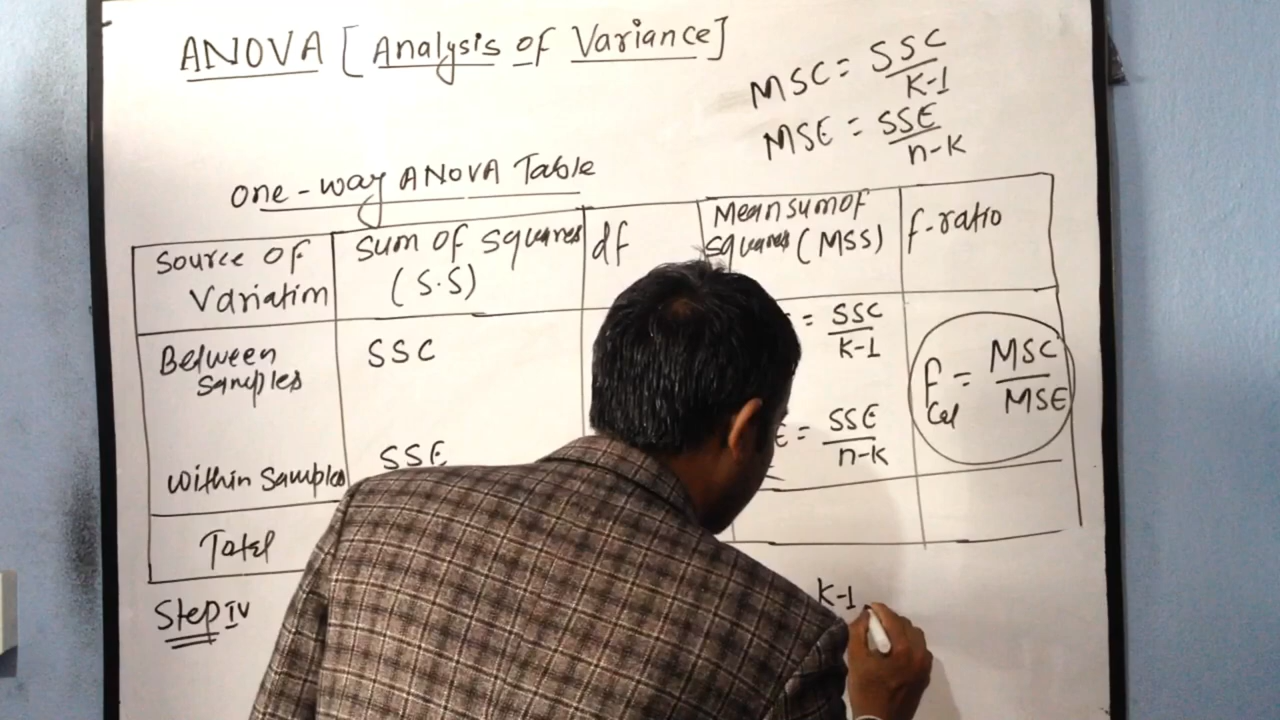 ANOVA [Analysis of Variance]
MSC = SSC / K-1
MSE = SSE / n-k
one-way ANOVA Table
Source of Variation
Sum of Squares (S.S)
df
Mean sum of squares (MSS)
f-ratio
Between Samples
SSC
= SSC / K-1
F Cal = MSC / MSE
Within Samples
SSE
E = SSE / n-k
Total
Step IV
K-1